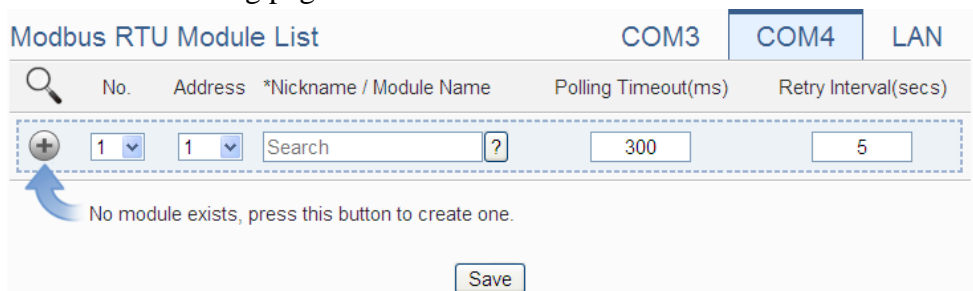 Modbus RTU Module List COM3 COM4 LAN
No. Address *Nickname / Module Name Polling Timeout(ms) Retry Interval(secs)
1 1 Search ? 300 5
No module exists, press this button to create one.
Save